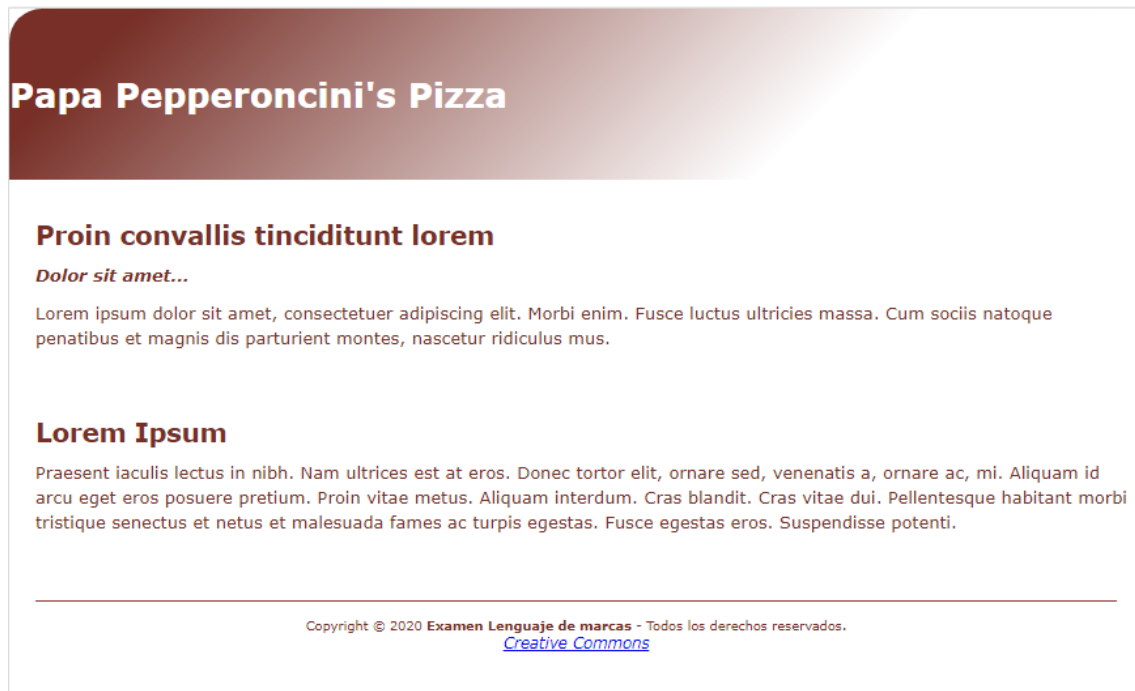 Papa Pepperoncini's Pizza
Proin convallis tinciditunt lorem
Dolor sit amet...
Lorem ipsum dolor sit amet, consectetuer adipiscing elit. Morbi enim. Fusce luctus ultricies massa. Cum sociis natoque
penatibus et magnis dis parturient montes, nascetur ridiculus mus.
Lorem Ipsum
Praesent iaculis lectus in nibh. Nam ultrices est at eros. Donec tortor elit, ornare sed, venenatis a, ornare ac, mi. Aliquam id
arcu eget eros posuere pretium. Proin vitae metus. Aliquam interdum. Cras blandit. Cras vitae dui. Pellentesque habitant morbi
tristique senectus et netus et malesuada fames ac turpis egestas. Fusce egestas eros. Suspendisse potenti.
Copyright © 2020 Examen Lenguaje de marcas - Todos los derechos reservados.
Creative Commons